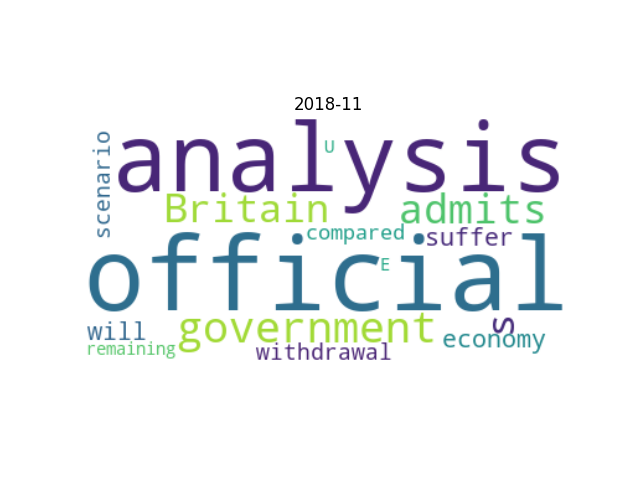 2018-11
scenario
analysis
U
Britain
admits
compared
suffer
official
E
s
will
government
economy
remaining
withdrawal